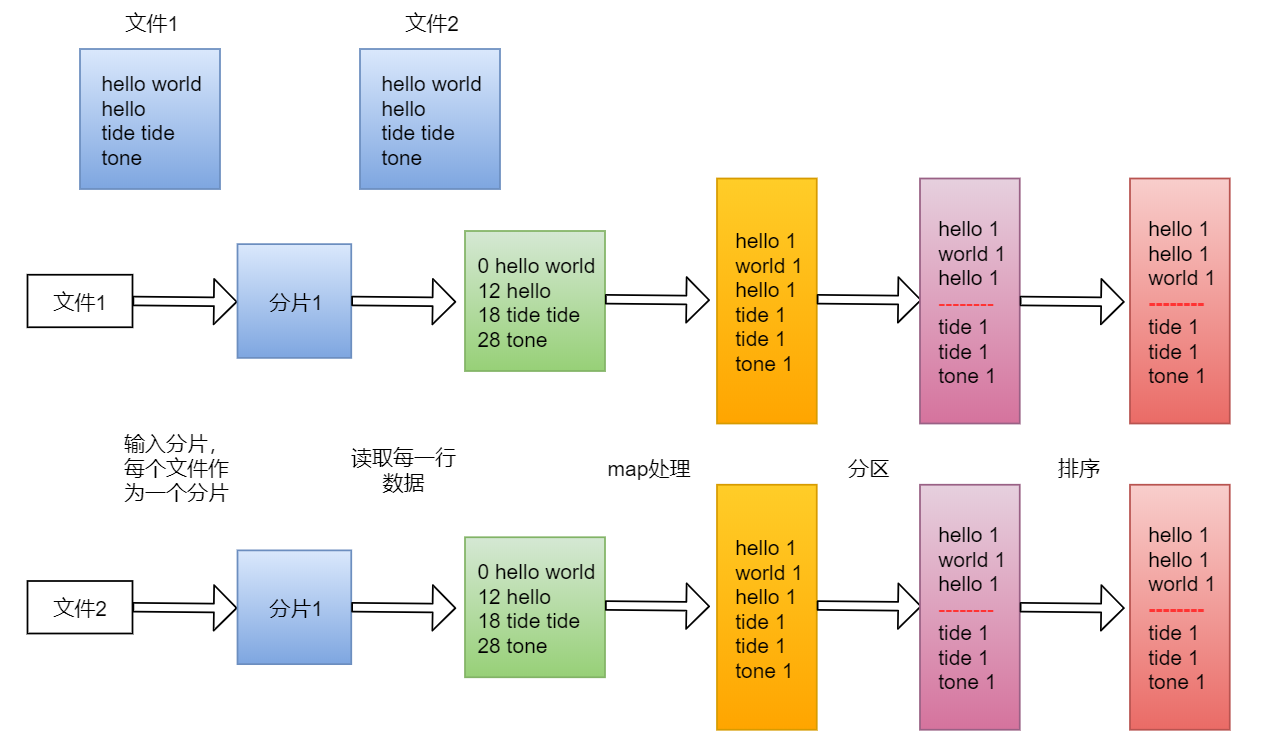 文件1
文件2
hello world
hello
tide tide
tone
hello world
hello
tide tide
tone
文件1
分片1
0 hello world
12 hello
18 tide tide
28 tone
hello 1
world 1
hello 1
tide 1
tide 1
tone 1
hello 1
world 1
hello 1
---------
tide 1
tide 1
tone 1
hello 1
hello 1
world 1
---------
tide 1
tide 1
tone 1
输入分片,
每个文件作
为一个分片
读取每一行
数据
map处理
分区
排序
文件2
分片1
0 hello world
12 hello
18 tide tide
28 tone
hello 1
world 1
hello 1
tide 1
tide 1
tone 1
hello 1
world 1
hello 1
---------
tide 1
tide 1
tone 1
hello 1
hello 1
world 1
---------
tide 1
tide 1
tone 1